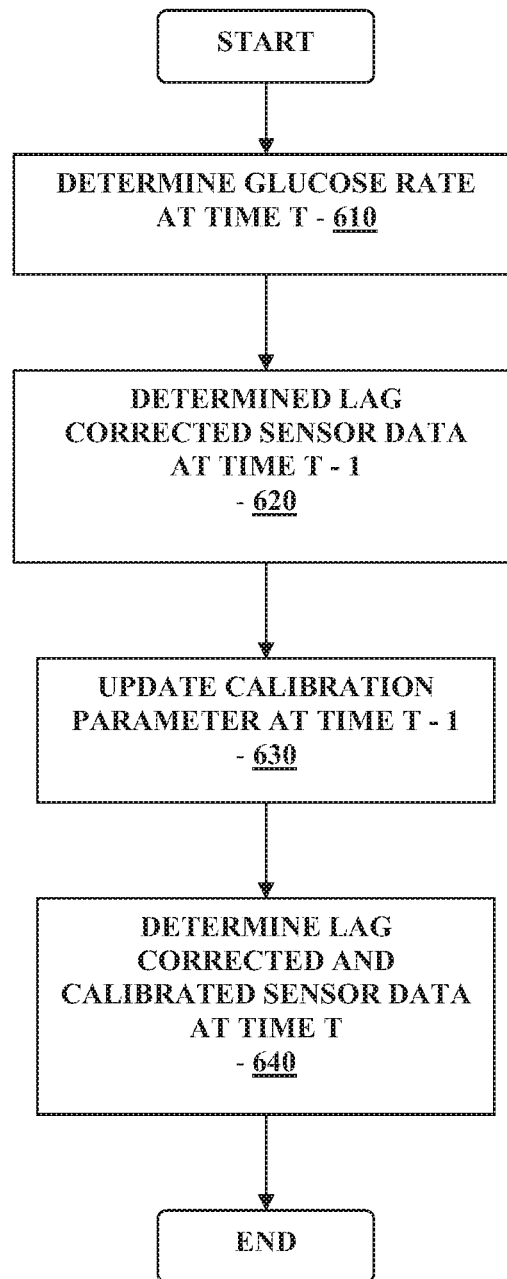 START
DETERMINE GLUCOSE RATE
AT TIME T - 610
DETERMINED LAG
CORRECTED SENSOR DATA
AT TIME T - 1
- 620
UPDATE CALIBRATION
PARAMETER AT TIME T - 1
- 630
DETERMINE LAG
CORRECTED AND
CALIBRATED SENSOR DATA
AT TIME T
- 640
END